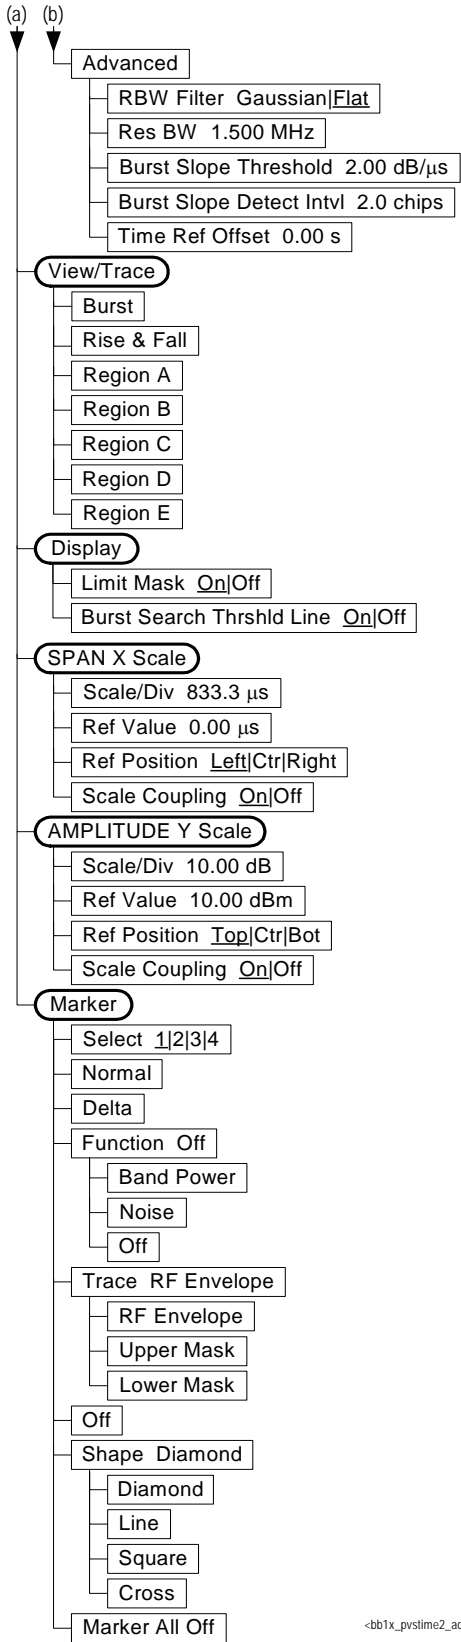 (a) (b)
Advanced
RBW Filter Gaussian|Flat
Res BW 1.500 MHz
Burst Slope Threshold 2.00 dB/μs
Burst Slope Detect Intvl 2.0 chips
Time Ref Offset 0.00 s
View/Trace
Burst
Rise & Fall
Region A
Region B
Region C
Region D
Region E
Display
Limit Mask On|Off
Burst Search Thrshld Line On|Off
SPAN X Scale
Scale/Div 833.3 μs
Ref Value 0.00 μs
Ref Position Left|Ctr|Right
Scale Coupling On|Off
AMPLITUDE Y Scale
Scale/Div 10.00 dB
Ref Value 10.00 dBm
Ref Position Top|Ctr|Bot
Scale Coupling On|Off
Marker
Select 1|2|3|4
Normal
Delta
Function Off
Band Power
Noise
Off
Trace RF Envelope
RF Envelope
Upper Mask
Lower Mask
Off
Shape Diamond
Diamond
Line
Square
Cross
Marker All Off